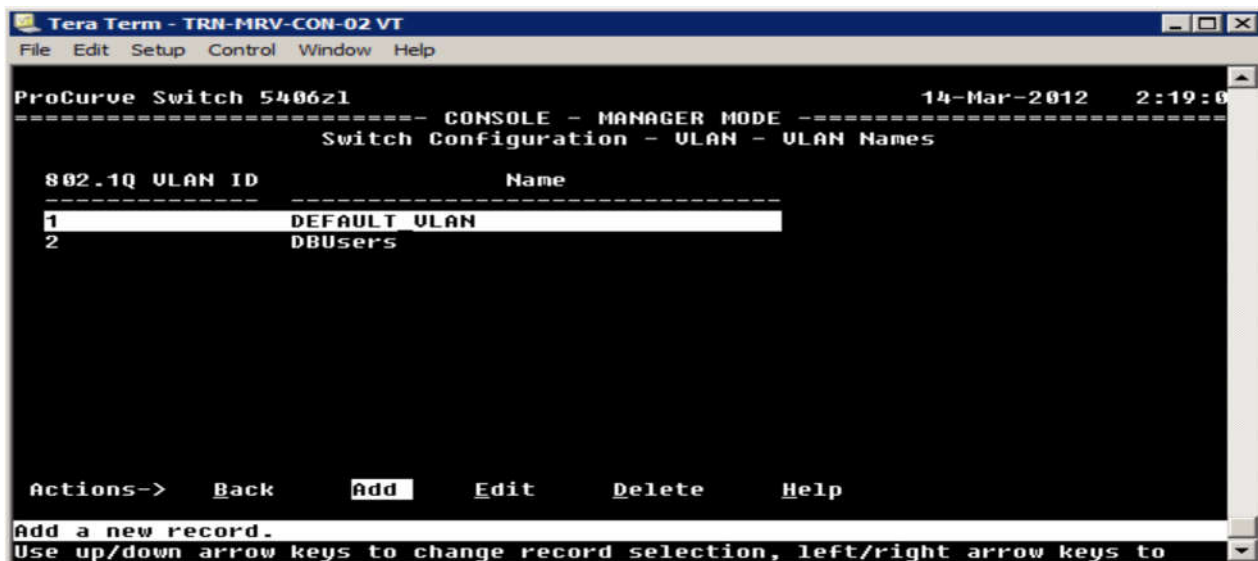 Tera Term - TRN-MRV-CON-02 VT
File Edit Setup Control Window Help
ProCurve Switch 5406zl 14-Mar-2012 2:19:0
===========================- CONSOLE - MANAGER MODE -===========================
Switch Configuration - VLAN - VLAN Names
802.1Q VLAN ID Name
-------------- --------------------------------
1 DEFAULT_VLAN
2 DBUsers
Actions-> Back Add Edit Delete Help
Add a new record.
Use up/down arrow keys to change record selection, left/right arrow keys to